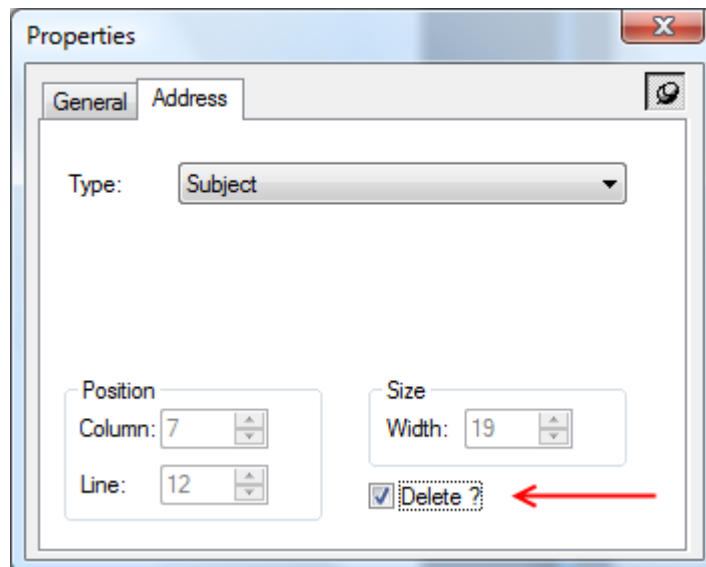 Properties
General Address
Type: Subject
Position
Column: 7
Line: 12
Size
Width: 19
Delete ?